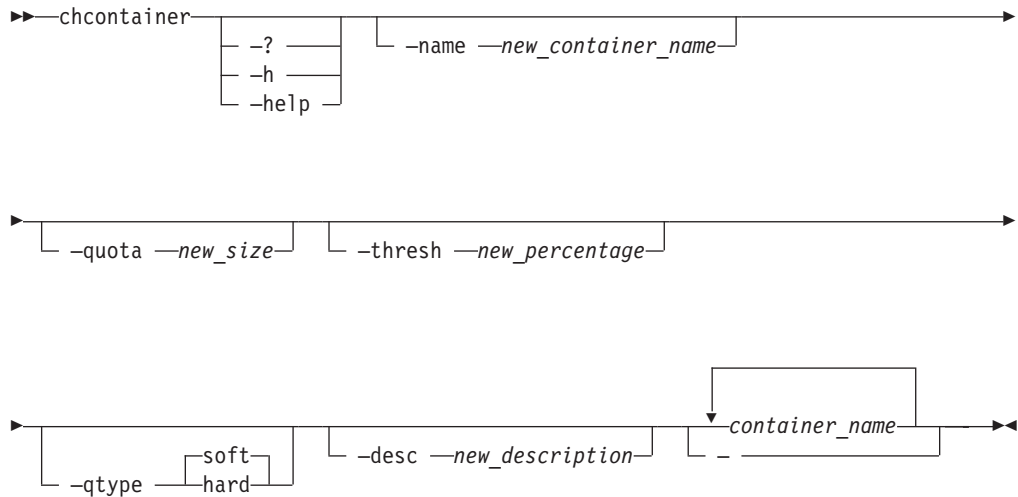 ▶▶—chcontainer
–?
–h
–help
–name —new_container_name
–quota —new_size
–thresh —new_percentage
–qtype
soft
hard
–desc —new_description
container_name
–